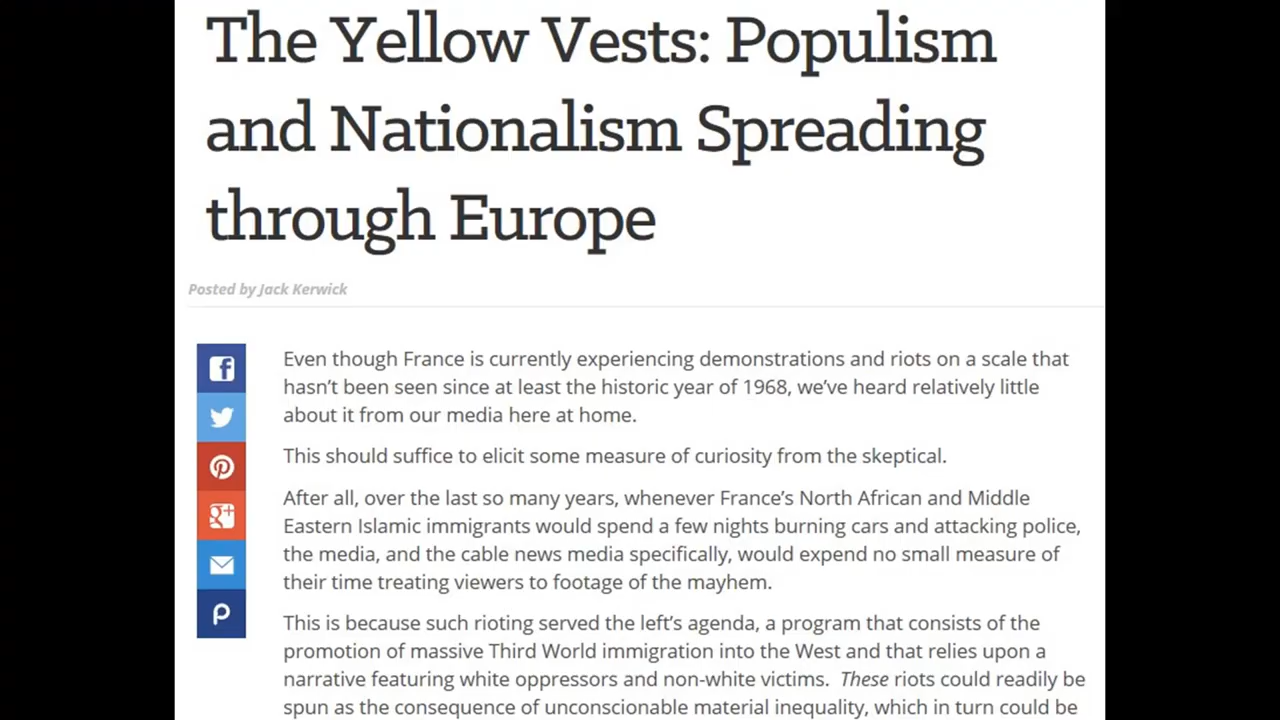 The Yellow Vests: Populism
and Nationalism Spreading
through Europe
Posted by Jack Kerwick
Even though France is currently experiencing demonstrations and riots on a scale that
hasn't been seen since at least the historic year of 1968, we've heard relatively little
about it from our media here at home.
This should suffice to elicit some measure of curiosity from the skeptical.
After all, over the last so many years, whenever France's North African and Middle
Eastern Islamic immigrants would spend a few nights burning cars and attacking police,
the media, and the cable news media specifically, would expend no small measure of
their time treating viewers to footage of the mayhem.
This is because such rioting served the left's agenda, a program that consists of the
promotion of massive Third World immigration into the West and that relies upon a
narrative featuring white oppressors and non-white victims. These riots could readily be
spun as the consequence of unconscionable material inequality, which in turn could be